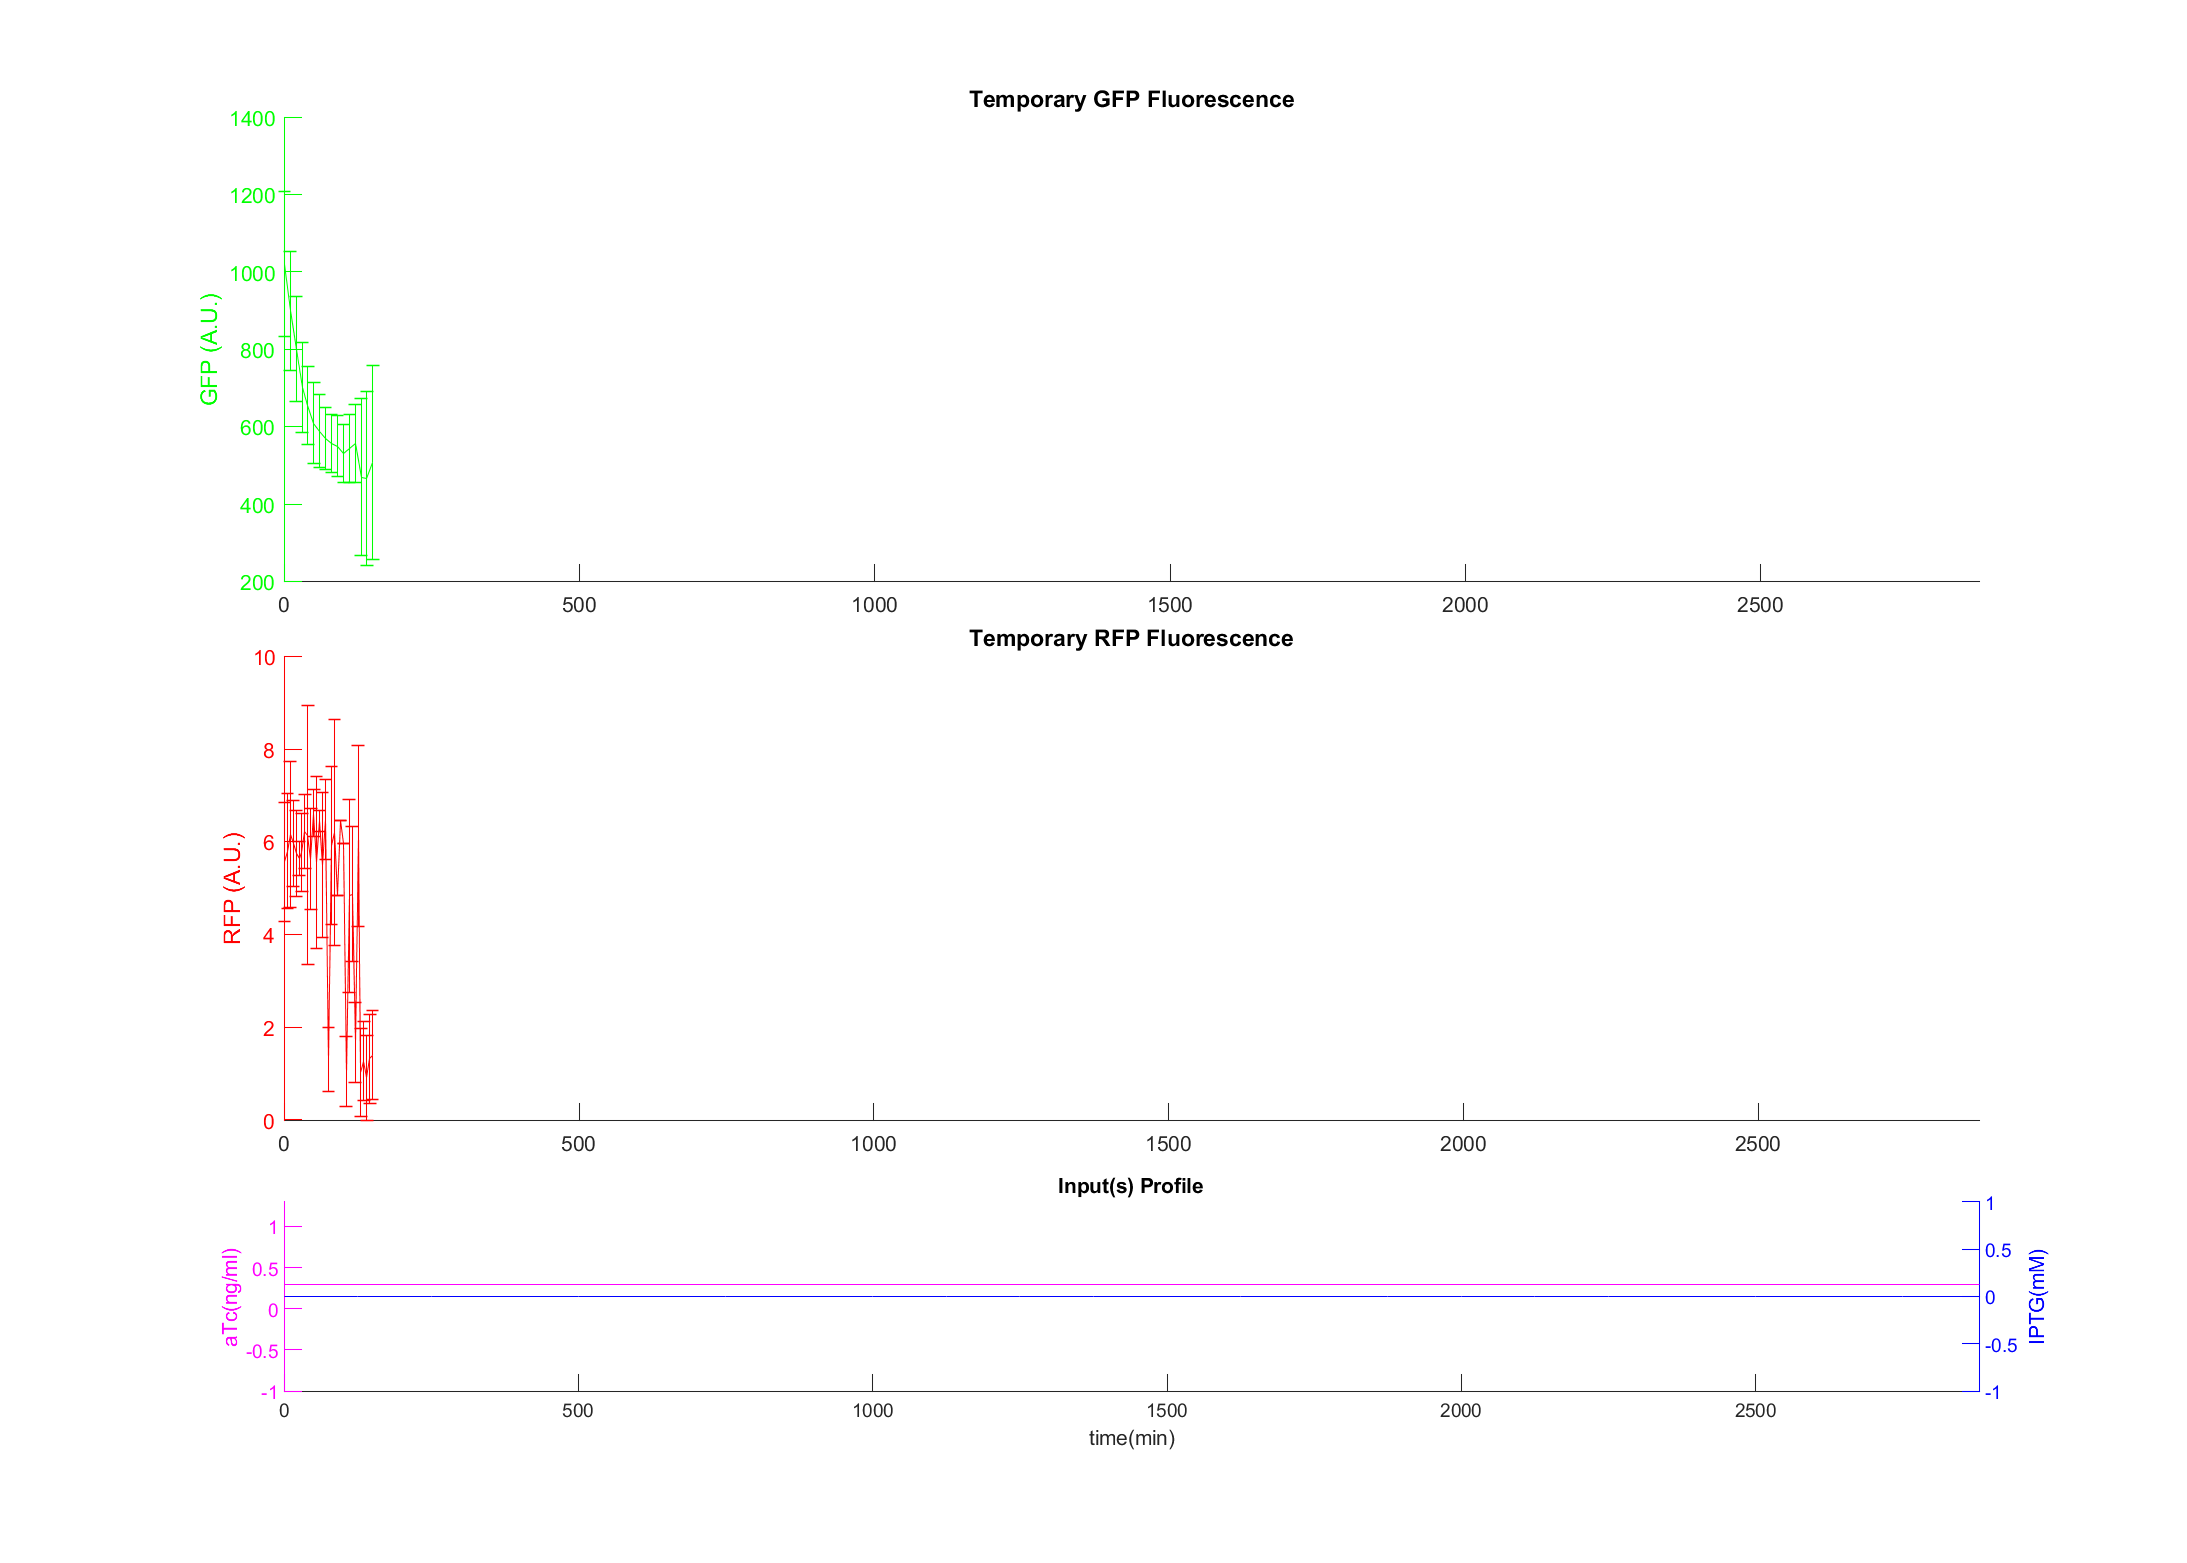 Temporary GFP Fluorescence
1400
1200
1000
800
600
400
200
GFP (A.U.)
0 500 1000 1500 2000 2500
Temporary RFP Fluorescence
10
8
6
4
2
0
RFP (A.U.)
0 500 1000 1500 2000 2500
Input(s) Profile
1
0.5
0
-0.5
-1
aTc(ng/ml)
1
0.5
0
-0.5
-1
IPTG(mM)
0 500 1000 1500 2000 2500
time(min)